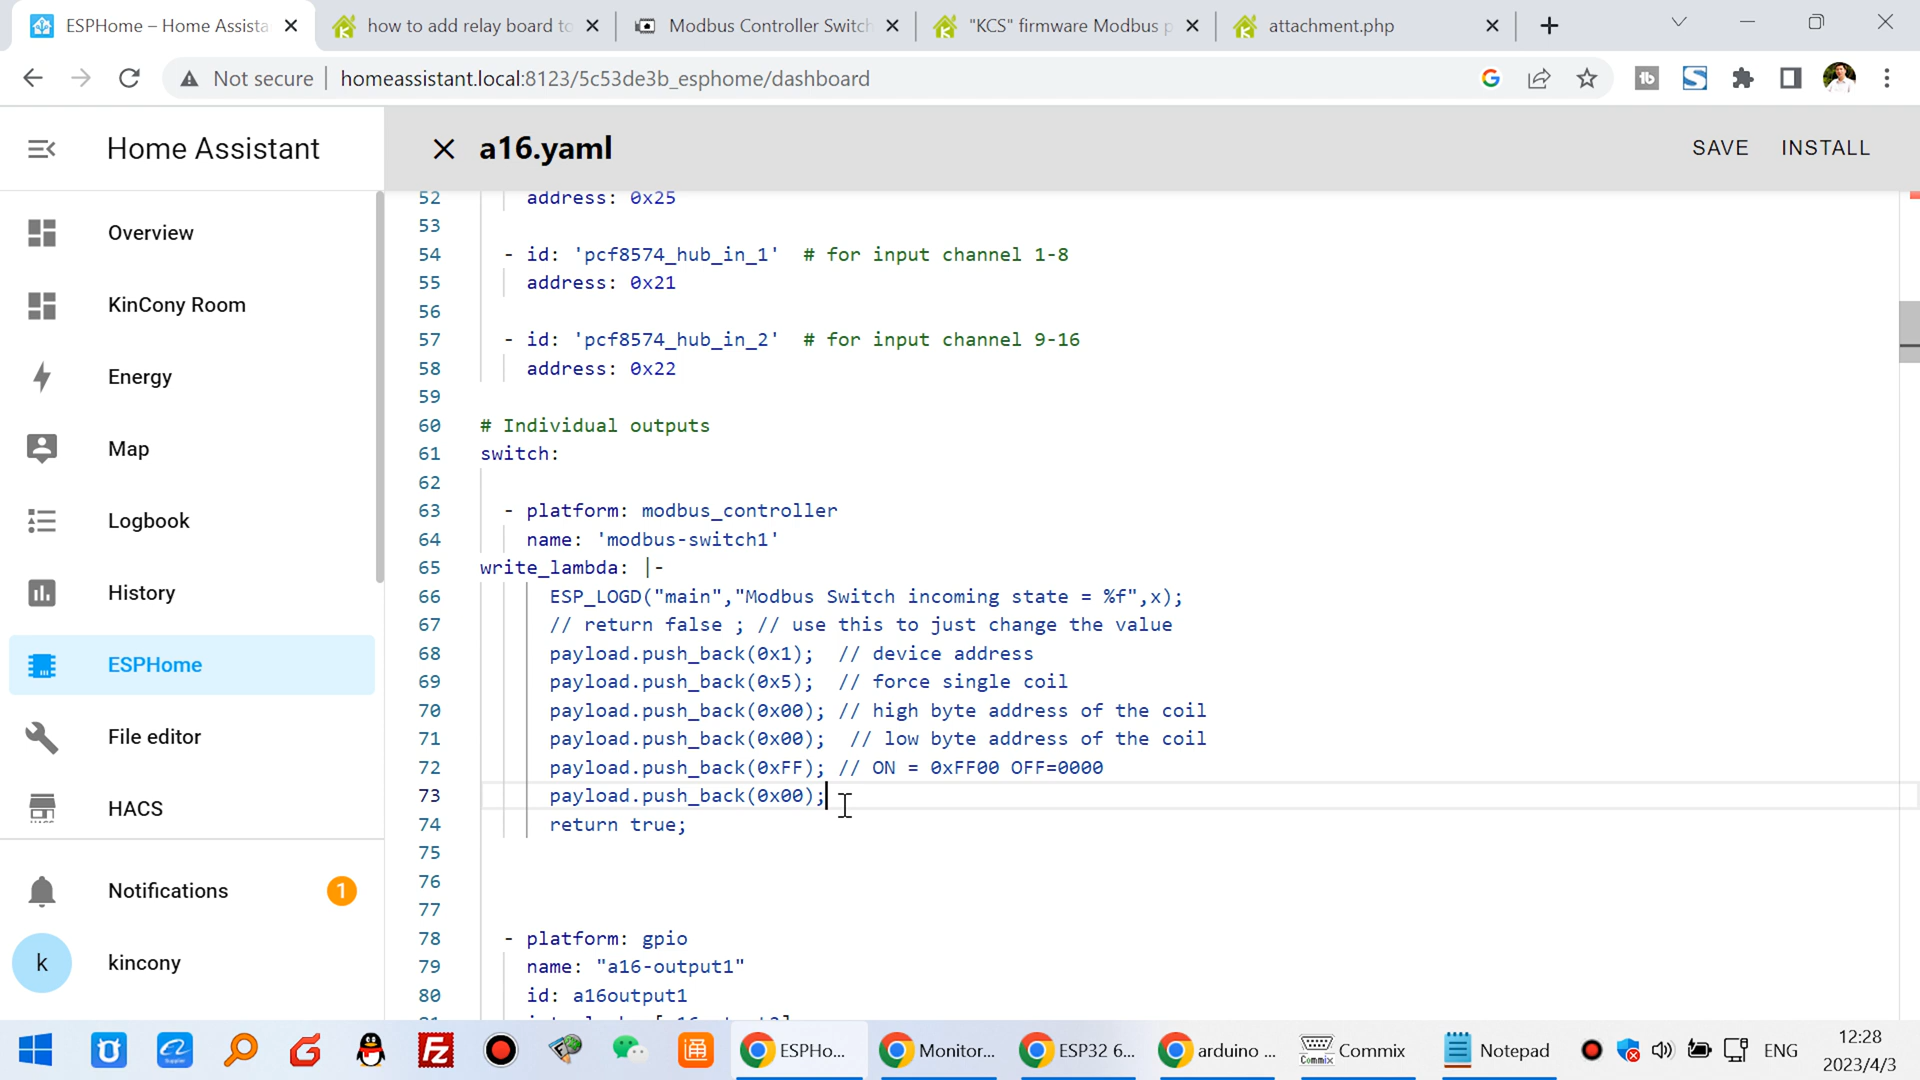 ESPHome – Home Assista
how to add relay board to
Modbus Controller Switch
"KCS" firmware Modbus p
attachment.php
Not secure
homeassistant.local:8123/5c53de3b_esphome/dashboard
Home Assistant
a16.yaml
SAVE
INSTALL
Overview
KinCony Room
Energy
Map
Logbook
History
ESPHome
File editor
HACS
Notifications
1
k
kincony
52 address: 0x25
53
54 - id: 'pcf8574_hub_in_1' # for input channel 1-8
55 address: 0x21
56
57 - id: 'pcf8574_hub_in_2' # for input channel 9-16
58 address: 0x22
59
60 # Individual outputs
61 switch:
62
63 - platform: modbus_controller
64 name: 'modbus-switch1'
65 write_lambda: |-
66 ESP_LOGD("main","Modbus Switch incoming state = %f",x);
67 // return false ; // use this to just change the value
68 payload.push_back(0x1); // device address
69 payload.push_back(0x5); // force single coil
70 payload.push_back(0x00); // high byte address of the coil
71 payload.push_back(0x00); // low byte address of the coil
72 payload.push_back(0xFF); // ON = 0xFF00 OFF=0000
73 payload.push_back(0x00);
74 return true;
75
76
77
78 - platform: gpio
79 name: "a16-output1"
80 id: a16output1
ESPHo...
Monitor...
ESP32 6...
arduino ...
Commix
Notepad
ENG
12:28
2023/4/3